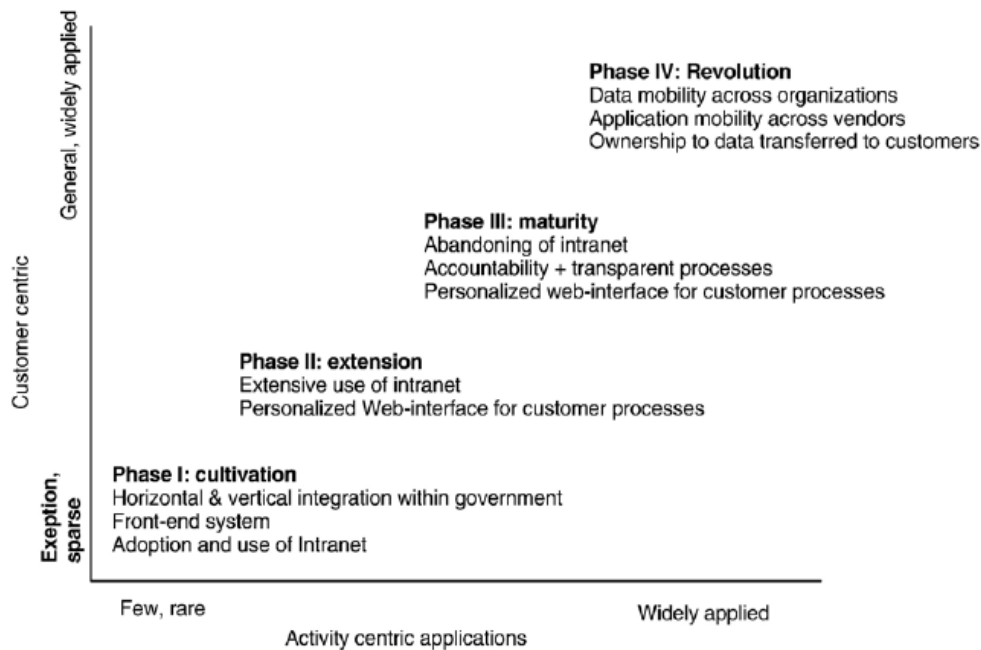 General, widely applied
Customer centric
Exeption,
sparse
Phase IV: Revolution
Data mobility across organizations
Application mobility across vendors
Ownership to data transferred to customers
Phase III: maturity
Abandoning of intranet
Accountability + transparent processes
Personalized web-interface for customer processes
Phase II: extension
Extensive use of intranet
Personalized Web-interface for customer processes
Phase I: cultivation
Horizontal & vertical integration within government
Front-end system
Adoption and use of Intranet
Few, rare
Widely applied
Activity centric applications